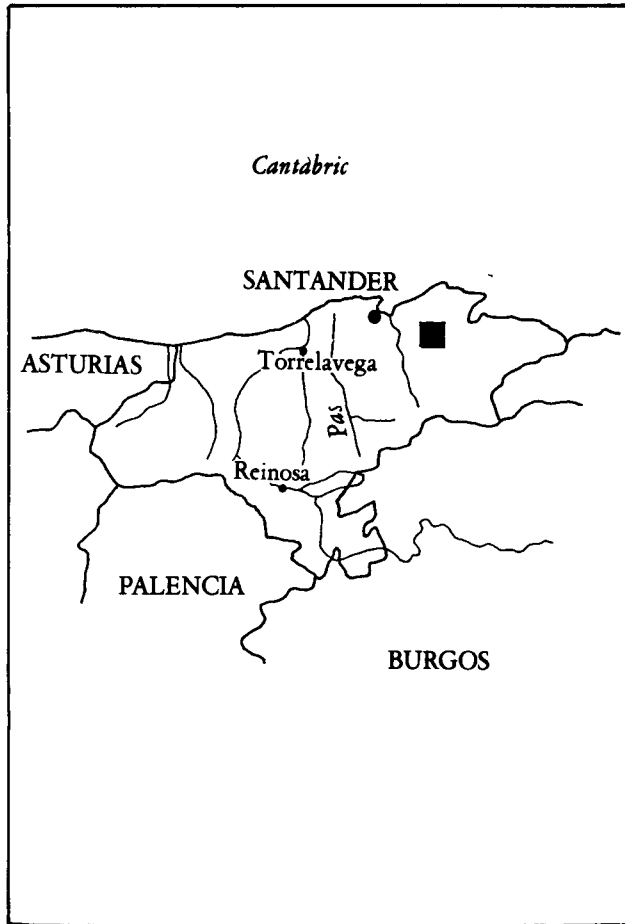 Cantàbric
SANTANDER
ASTURIAS
Torrelavega
Pas
Reinosa
PALENCIA
BURGOS